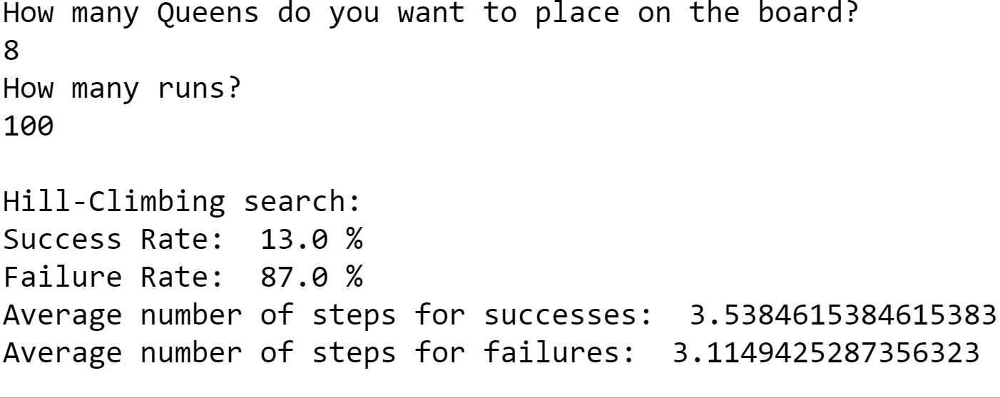 How many Queens do you want to place on the board?
8
How many runs?
100
Hill-Climbing search:
Success Rate:  13.0 %
Failure Rate:  87.0 %
Average number of steps for successes:  3.5384615384615383
Average number of steps for failures:  3.1149425287356323